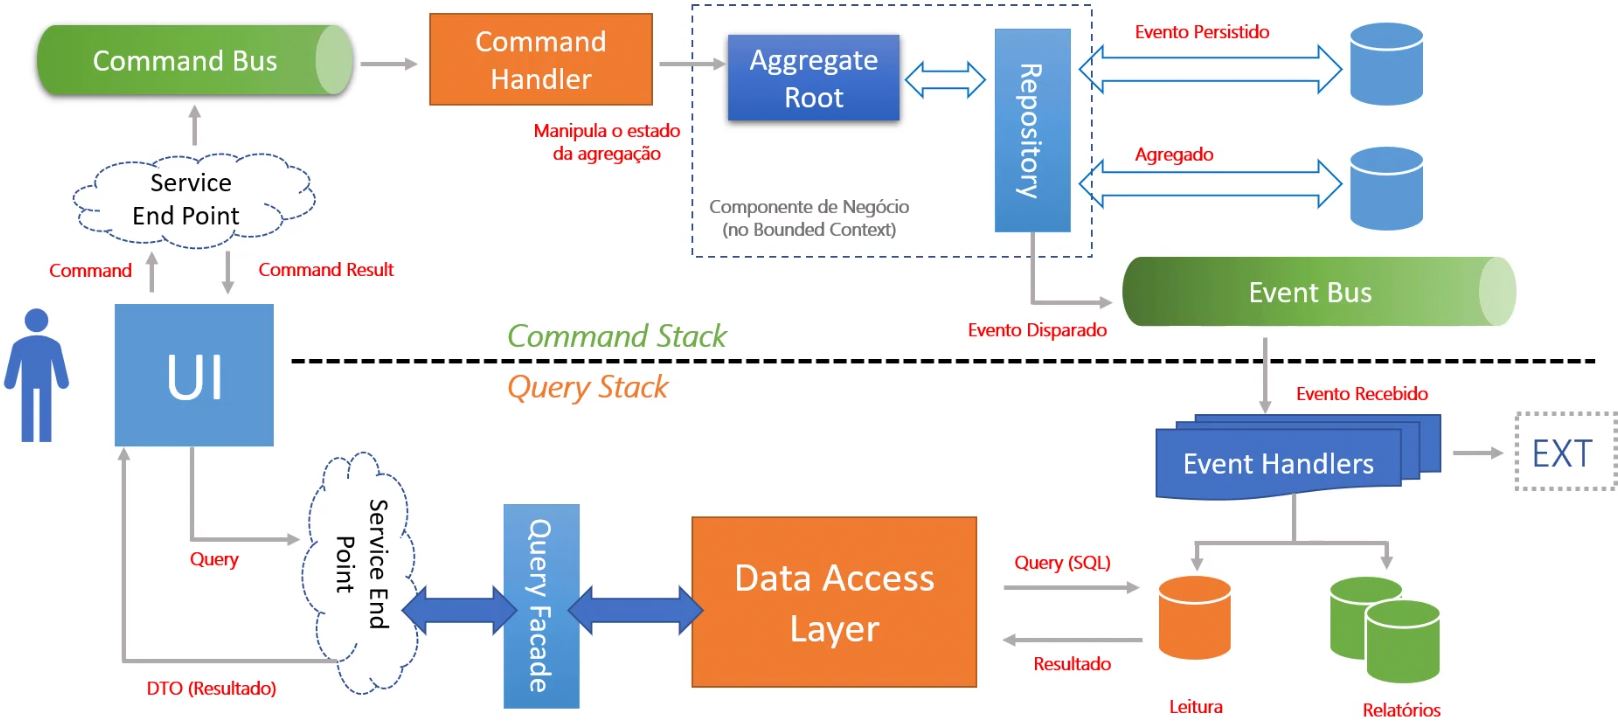 Command Bus
Command
Handler
Manipula o estado
da agregação
Aggregate
Root
Repository
Componente de Negócio
(no Bounded Context)
Evento Persistido
Agregado
Service
End Point
Command
Command Result
UI
Command Stack
Query Stack
Evento Disparado
Event Bus
Evento Recebido
Event Handlers
EXT
Query
Service End
Point
DTO (Resultado)
Query Facade
Data Access
Layer
Query (SQL)
Resultado
Leitura
Relatórios